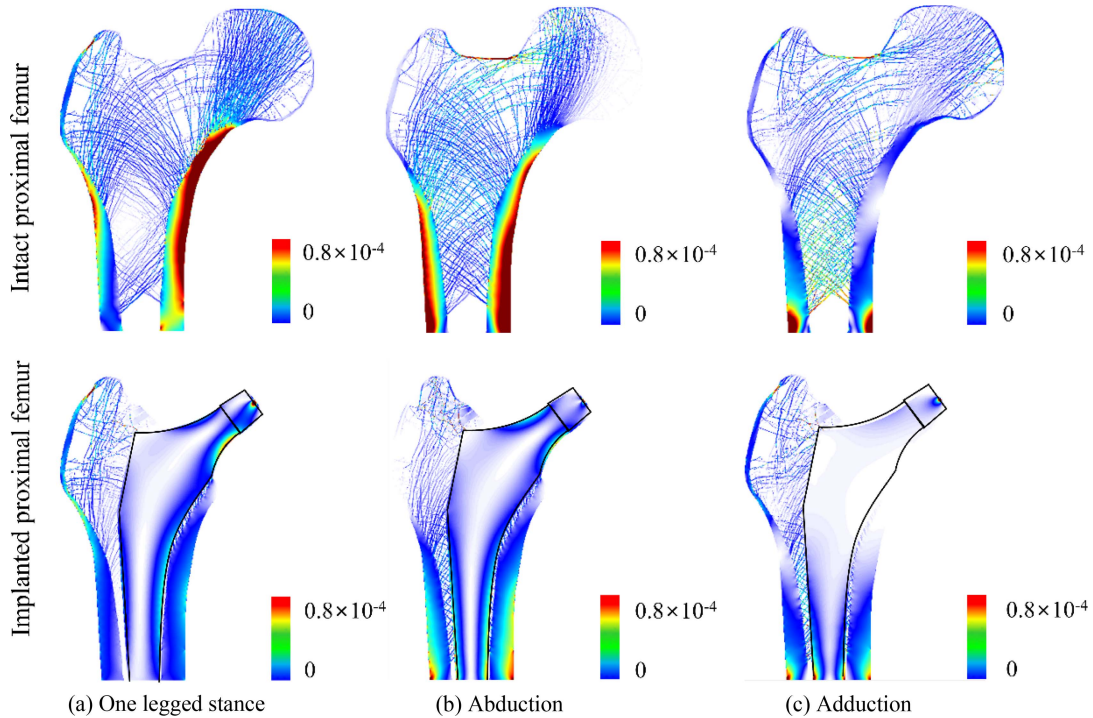 Intact proximal femur
0.8×10⁻⁴
0
0.8×10⁻⁴
0
0.8×10⁻⁴
0
Implanted proximal femur
0.8×10⁻⁴
0
0.8×10⁻⁴
0
0.8×10⁻⁴
0
(a) One legged stance
(b) Abduction
(c) Adduction